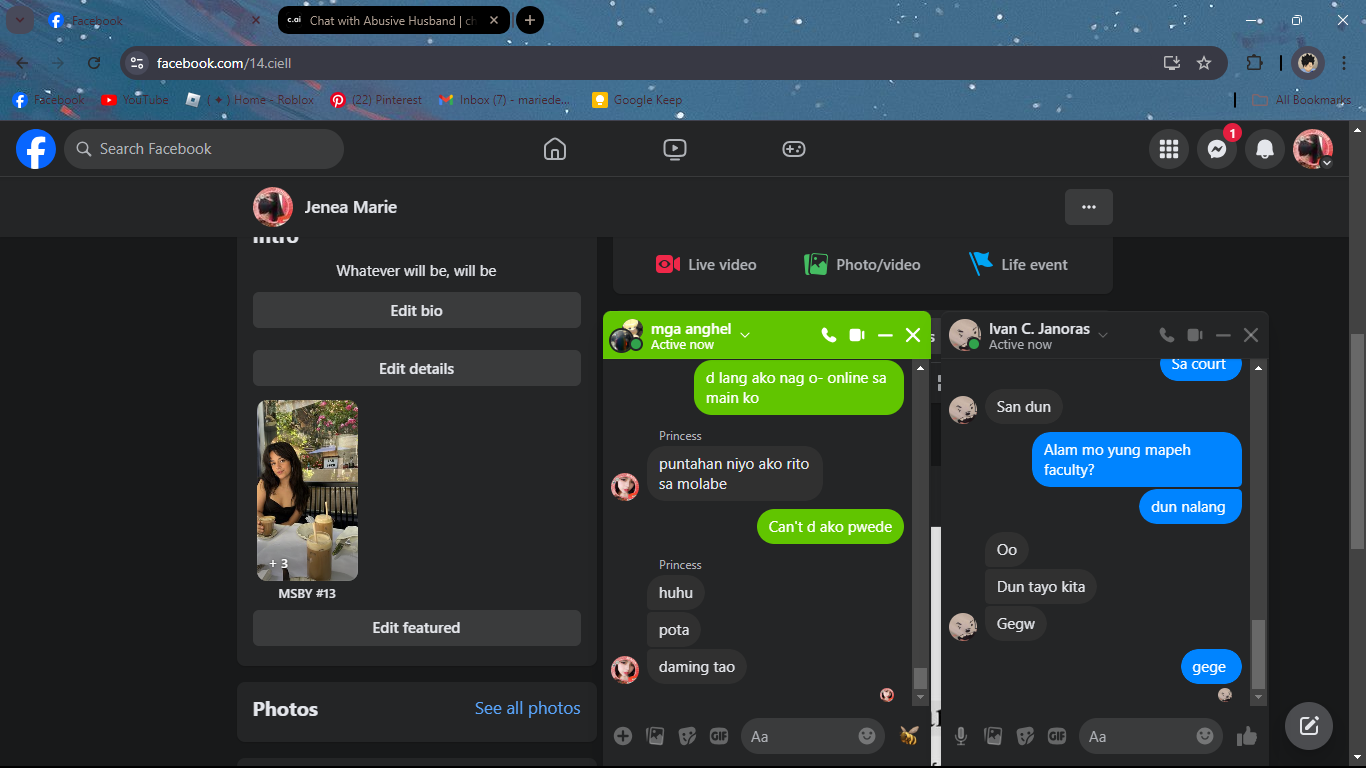 Facebook
c.ai Chat with Abusive Husband | ch
facebook.com/14.ciell
Facebook
YouTube
( ✦ ) Home - Roblox
(22) Pinterest
Inbox (7) - manede...
Google Keep
All Bookmarks
Search Facebook
1
Jenea Marie
Intro
Whatever will be, will be
Edit bio
Edit details
+ 3
MSBY #13
Edit featured
Photos
See all photos
Live video
Photo/video
Life event
mga anghel
Active now
d lang ako nag o- online sa
main ko
Princess
puntahan niyo ako rito
sa molabe
Can't d ako pwede
Princess
huhu
pota
daming tao
GIF
Aa
Ivan C. Janoras
Active now
Sa court
San dun
Alam mo yung mapeh
faculty?
dun nalang
Oo
Dun tayo kita
Gegw
gege
GIF
Aa